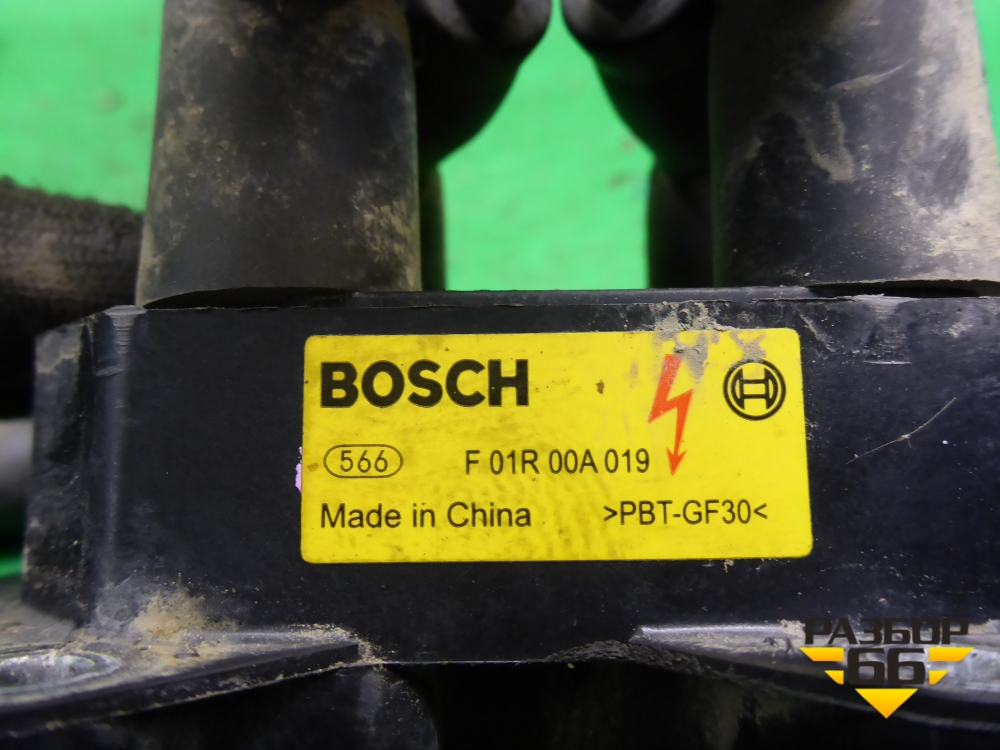 BOSCH
566 F 01R 00A 019
Made in China >PBT-GF30<
РАЗБОР
66